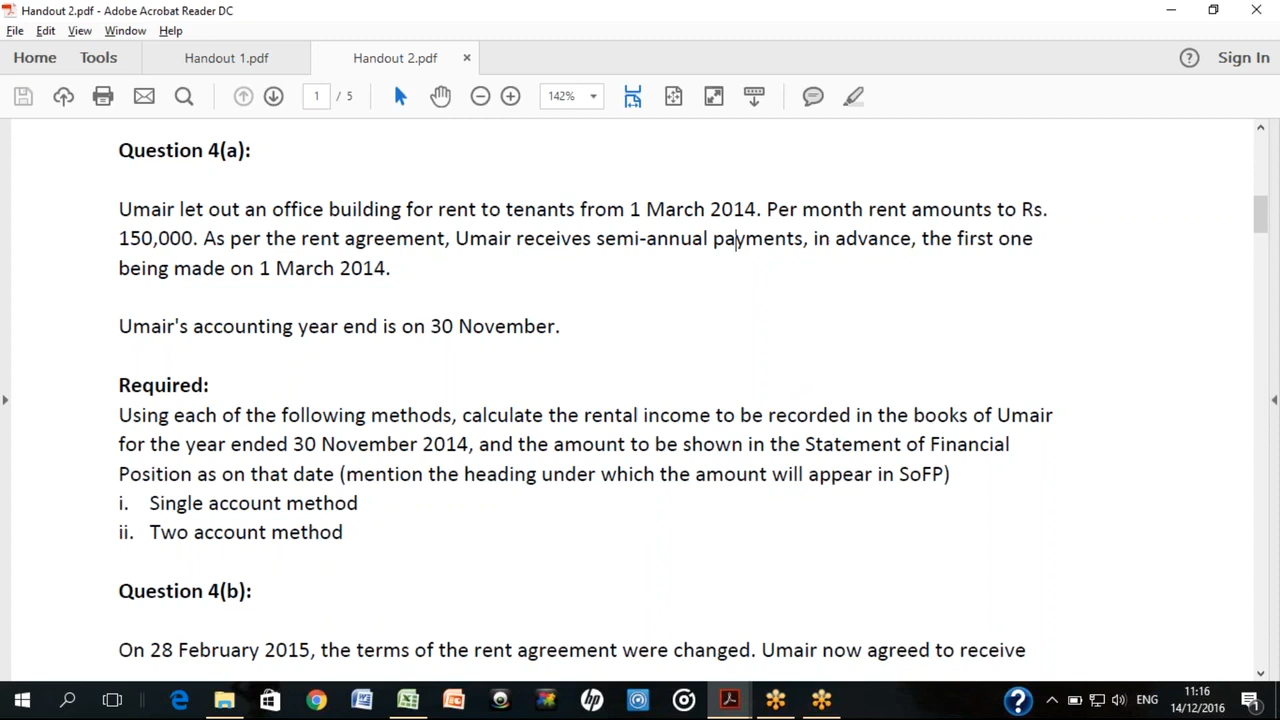 Handout 2.pdf - Adobe Acrobat Reader DC
File Edit View Window Help
Home Tools Handout 1.pdf Handout 2.pdf × ? Sign In
1 / 5 142%
Question 4(a):
Umair let out an office building for rent to tenants from 1 March 2014. Per month rent amounts to Rs.
150,000. As per the rent agreement, Umair receives semi-annual payments, in advance, the first one
being made on 1 March 2014.
Umair's accounting year end is on 30 November.
Required:
Using each of the following methods, calculate the rental income to be recorded in the books of Umair
for the year ended 30 November 2014, and the amount to be shown in the Statement of Financial
Position as on that date (mention the heading under which the amount will appear in SoFP)
i. Single account method
ii. Two account method
Question 4(b):
On 28 February 2015, the terms of the rent agreement were changed. Umair now agreed to receive
hp ? ENG 11:16
14/12/2016 1